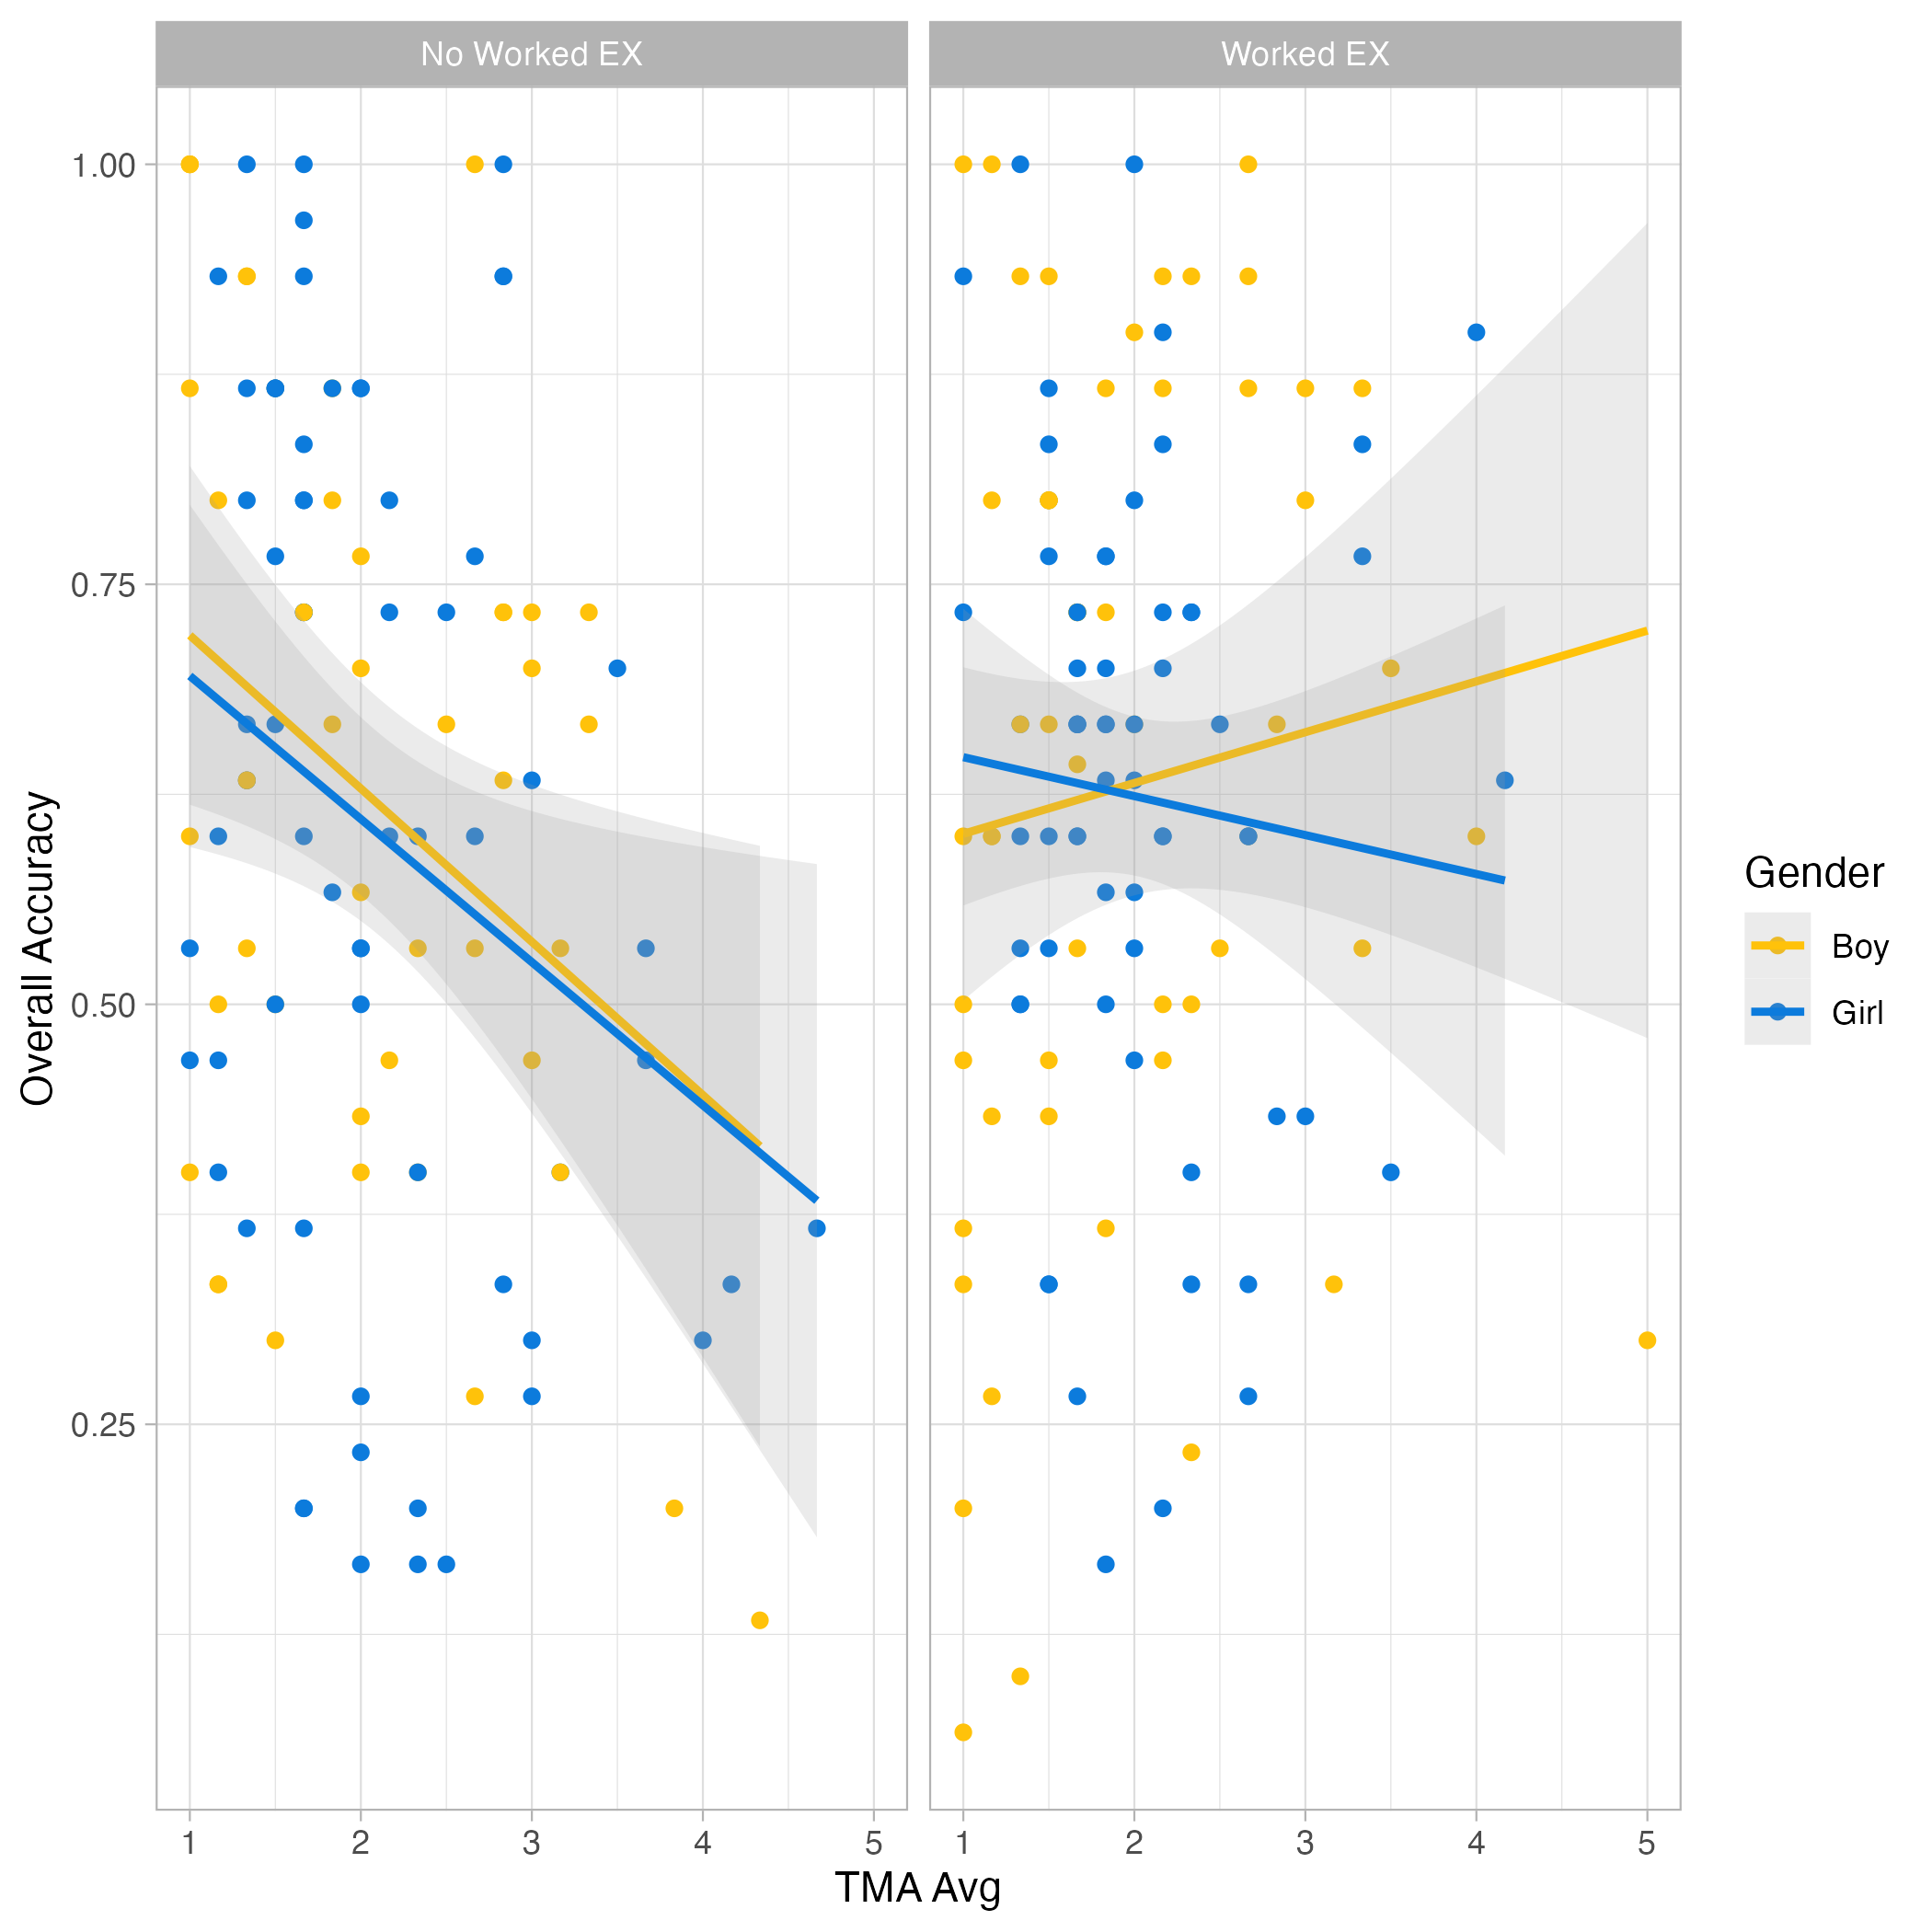 No Worked EX
Worked EX
1.00
0.75
0.50
0.25
Overall Accuracy
1 2 3 4 5
1 2 3 4 5
TMA Avg
Gender
Boy
Girl